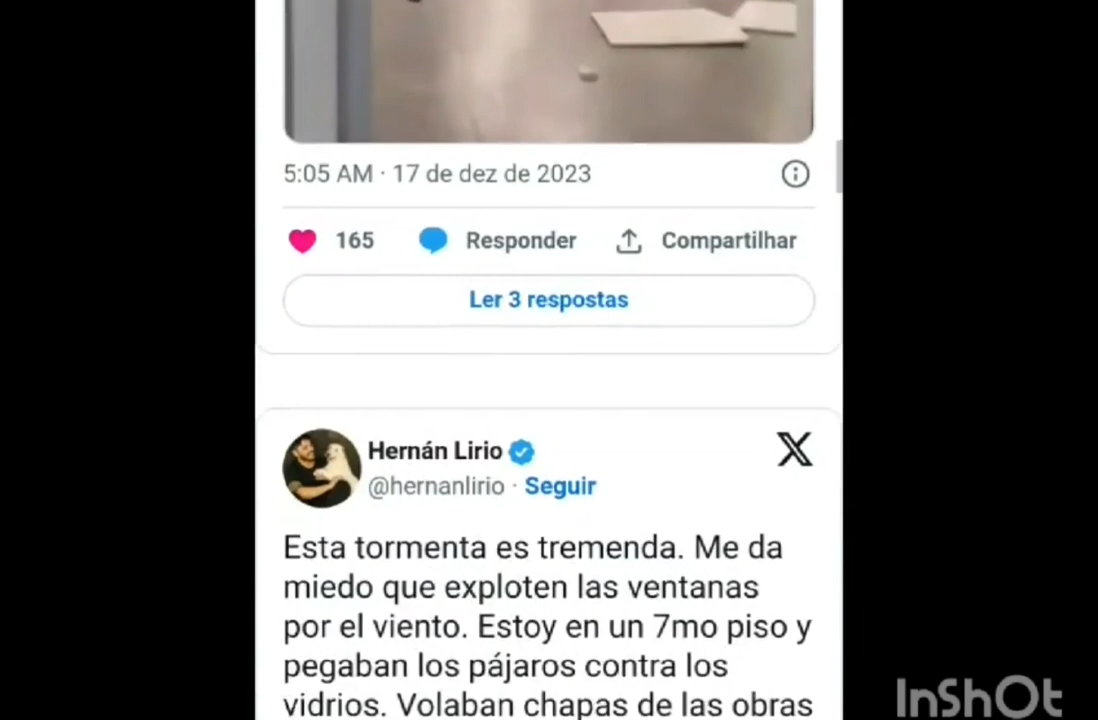 5:05 AM · 17 de dez de 2023
165 Responder Compartilhar
Ler 3 respostas
Hernán Lirio
@hernanlirio · Seguir
Esta tormenta es tremenda. Me da
miedo que exploten las ventanas
por el viento. Estoy en un 7mo piso y
pegaban los pájaros contra los
vidrios. Volaban chapas de las obras
InShOt